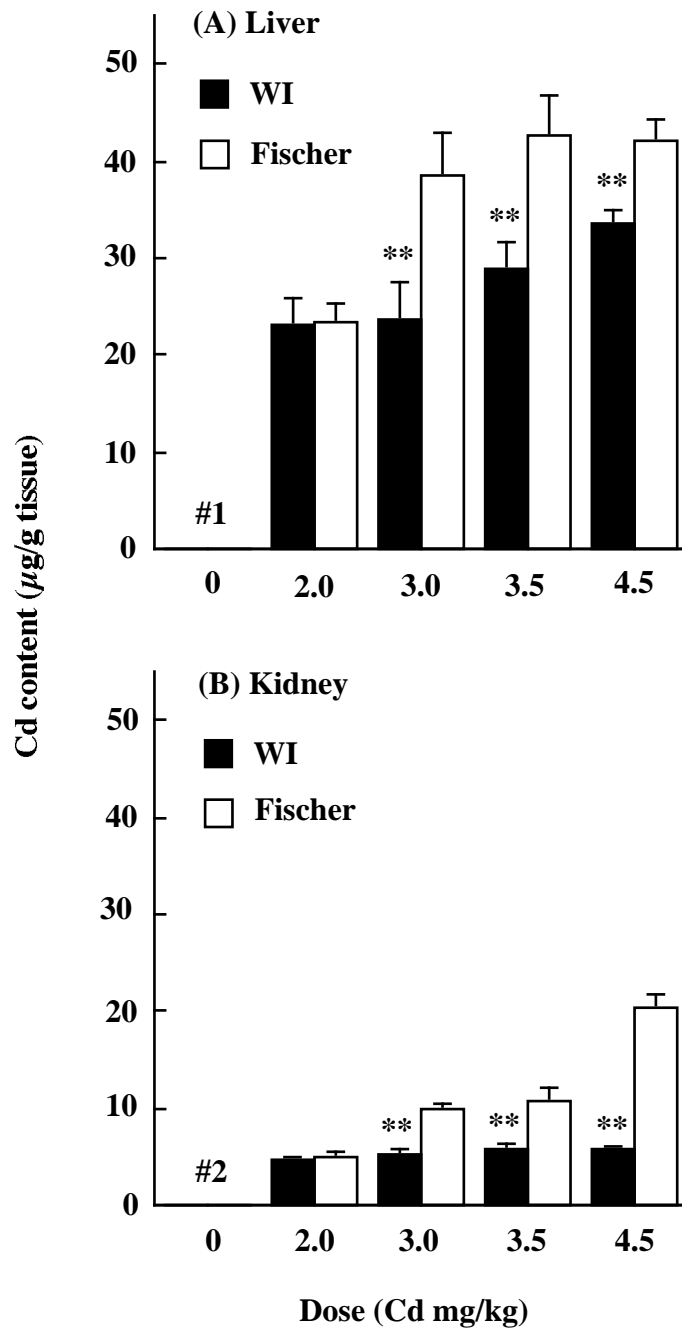 (A) Liver
WI
Fischer
50
40
30
20
10
0
** ** **
#1
0 2.0 3.0 3.5 4.5
Cd content (µg/g tissue)
(B) Kidney
WI
Fischer
50
40
30
20
10
0
** ** **
#2
0 2.0 3.0 3.5 4.5
Dose (Cd mg/kg)